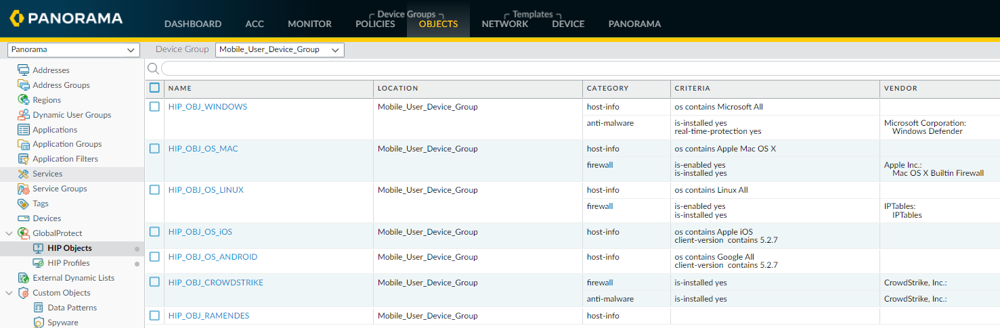 PANORAMA
Device Groups
Templates
DASHBOARD ACC MONITOR POLICIES OBJECTS NETWORK DEVICE PANORAMA
Panorama
Device Group Mobile_User_Device_Group
Addresses
Address Groups
Regions
Dynamic User Groups
Applications
Application Groups
Application Filters
Services
Service Groups
Tags
Devices
GlobalProtect
HIP Objects
HIP Profiles
External Dynamic Lists
Custom Objects
Data Patterns
Spyware
NAME LOCATION CATEGORY CRITERIA VENDOR
HIP_OBJ_WINDOWS Mobile_User_Device_Group host-info os contains Microsoft All
anti-malware is-installed yes Microsoft Corporation:
real-time-protection yes Windows Defender
HIP_OBJ_OS_MAC Mobile_User_Device_Group host-info os contains Apple Mac OS X
firewall is-enabled yes Apple Inc.:
is-installed yes Mac OS X Builtin Firewall
HIP_OBJ_OS_LINUX Mobile_User_Device_Group host-info os contains Linux All
firewall is-enabled yes IPTables:
is-installed yes IPTables
HIP_OBJ_OS_iOS Mobile_User_Device_Group host-info os contains Apple iOS
client-version contains 5.2.7
HIP_OBJ_OS_ANDROID Mobile_User_Device_Group host-info os contains Google All
client-version contains 5.2.7
HIP_OBJ_CROWDSTRIKE Mobile_User_Device_Group firewall is-installed yes CrowdStrike, Inc.:
anti-malware is-installed yes CrowdStrike, Inc.:
HIP_OBJ_RAMENDES Mobile_User_Device_Group host-info